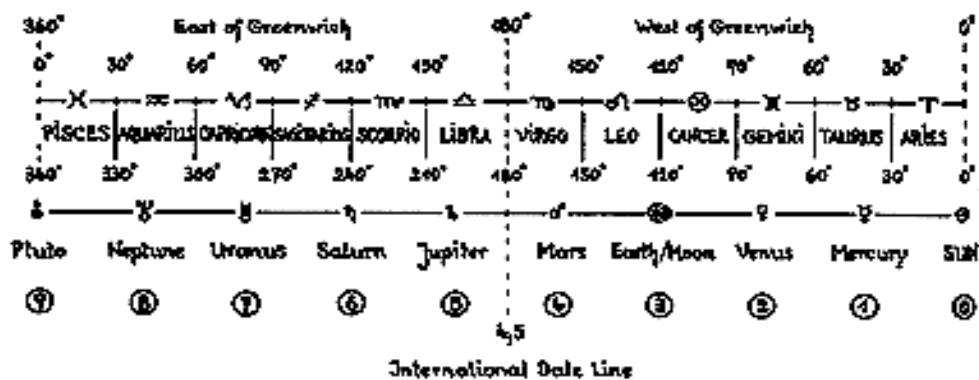 360° East of Greenwich 180° West of Greenwich 0°
0° 30° 60° 90° 120° 150° 150° 120° 90° 60° 30°
♓ ♒ ♑ ♐ ♏ ♎ ♍ ♌ ♋ ♊ ♉ ♈
PISCES AQUARIUS CAPRICORN SAGITTARIUS SCORPIO LIBRA VIRGO LEO CANCER GEMINI TAURUS ARIES
360° 330° 300° 270° 240° 210° 180° 150° 120° 90° 60° 30° 0°
Pluto Neptune Uranus Saturn Jupiter Mars Earth/Moon Venus Mercury SUN
⑨ ⑧ ⑦ ⑥ ⑤ ④ ③ ② ① ⓪
4,5
International Date Line